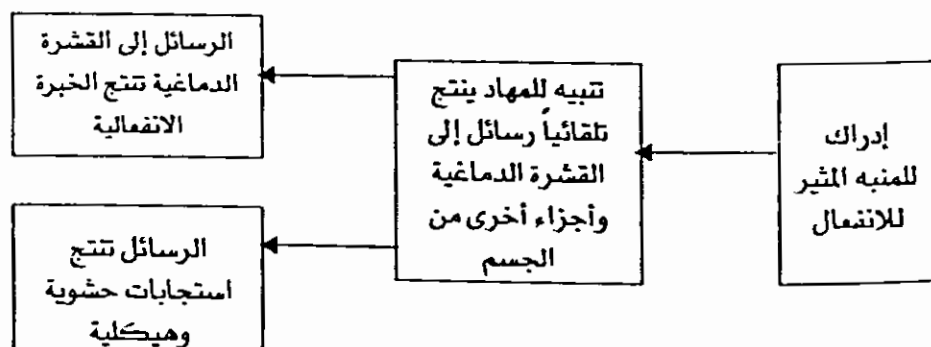 إدراك
للمنبه المثير
للانفعال
تنبيه للمهاد ينتج
تلقائياً رسائل إلى
القشرة الدماغية
وأجزاء أخرى من
الجسم
الرسائل إلى القشرة
الدماغية تنتج الخبرة
الانفعالية
الرسائل تنتج
استجابات حشوية
وهيكلية